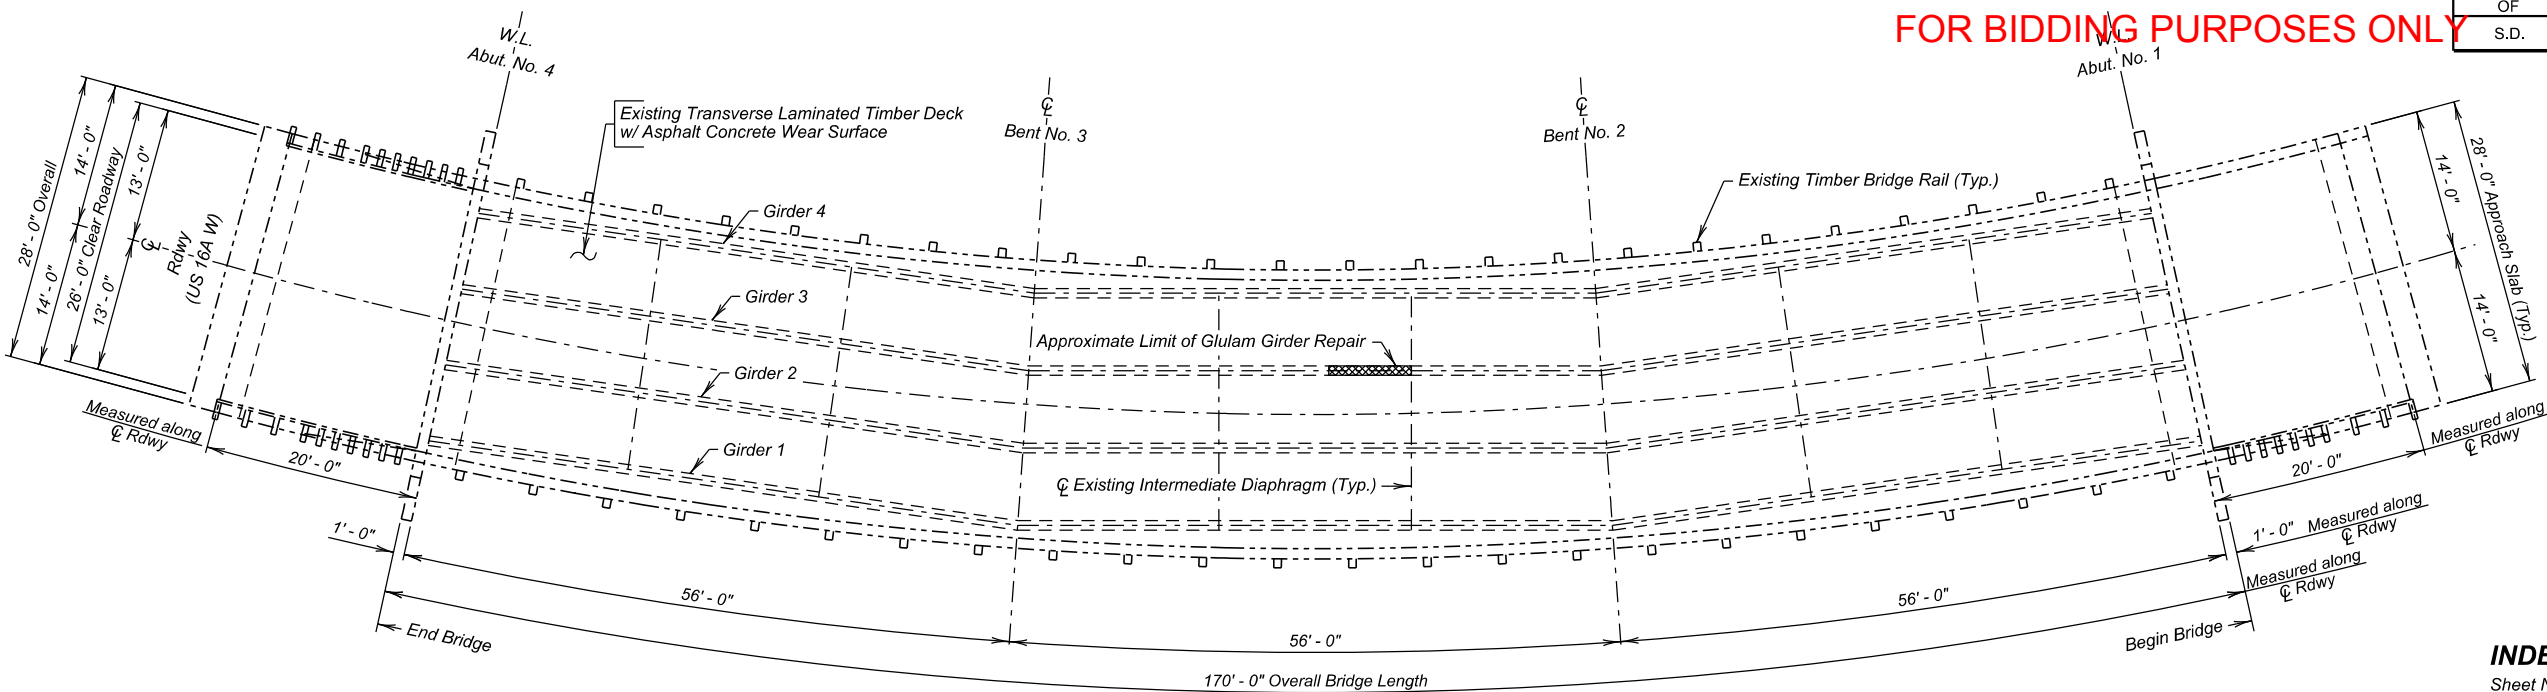 FOR BIDDING PURPOSES ONLY
OF
S.D.
W.L.
Abut. No. 4
℄
Bent No. 3
℄
Bent No. 2
W.L.
Abut. No. 1
Existing Transverse Laminated Timber Deck
w/ Asphalt Concrete Wear Surface
Existing Timber Bridge Rail (Typ.)
28' - 0" Overall
14' - 0"
14' - 0"
26' - 0" Clear Roadway
13' - 0"
13' - 0"
℄
Rdwy
(US 16A W)
Girder 4
Girder 3
Girder 2
Girder 1
Approximate Limit of Glulam Girder Repair
℄ Existing Intermediate Diaphragm (Typ.)
28' - 0" Approach Slab (Typ.)
14' - 0"
14' - 0"
Measured along
℄ Rdwy
20' - 0"
1' - 0"
Measured along
℄ Rdwy
20' - 0"
1' - 0" Measured along
℄ Rdwy
Measured along
℄ Rdwy
56' - 0"
56' - 0"
56' - 0"
End Bridge
Begin Bridge
170' - 0" Overall Bridge Length
INDE
Sheet N